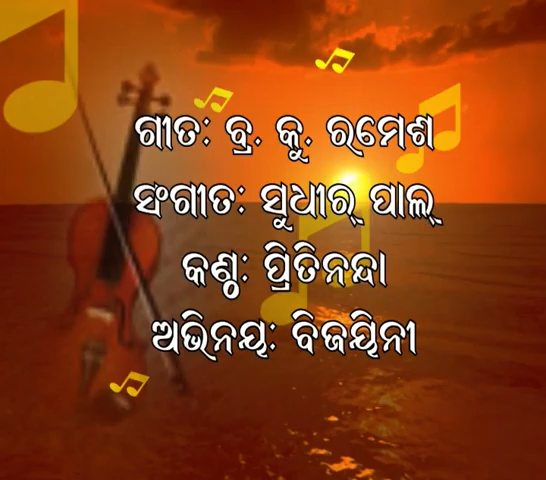 ଗୀତ: ବ୍ର. କୁ. ରମେଶ
ସଂଗୀତ: ସୁଧୀର୍ ପାଲ୍
କଣ୍ଠ: ପ୍ରିତିନନ୍ଦା
ଅଭିନୟ: ବିଜୟିନୀ